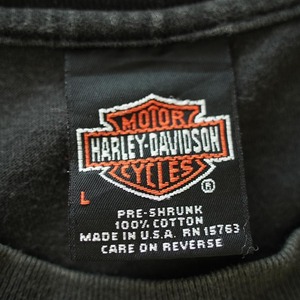 MOTOR
HARLEY-DAVIDSON
CYCLES
®
L
PRE-SHRUNK
100% COTTON
MADE IN U.S.A. RN 15763
CARE ON REVERSE